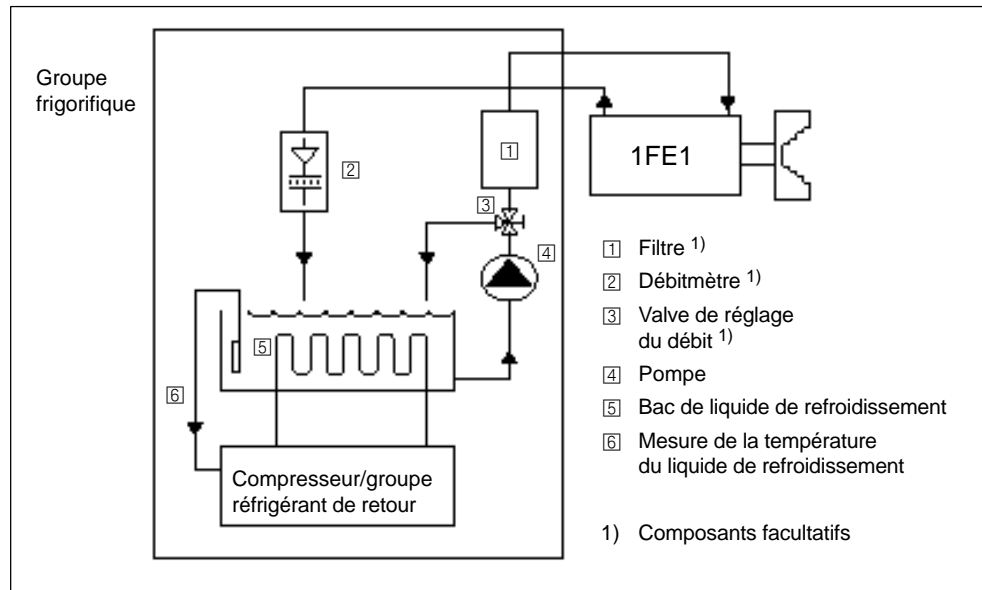 Groupe
frigorifique
1
2
3
4
5
6
1FE1
Compresseur/groupe
réfrigérant de retour
1 Filtre 1)
2 Débitmètre 1)
3 Valve de réglage
du débit 1)
4 Pompe
5 Bac de liquide de refroidissement
6 Mesure de la température
du liquide de refroidissement
1) Composants facultatifs